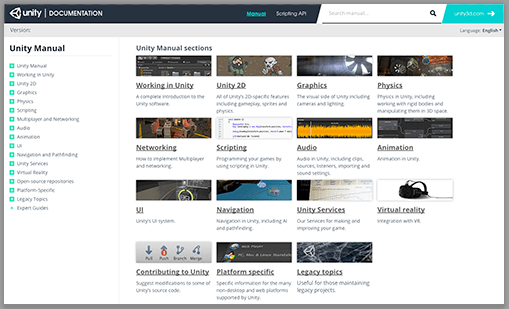 unity | DOCUMENTATION
Manual
Scripting API
Search manual...
unity3d.com
Version:
Language: English
Unity Manual
Unity Manual
Working in Unity
Unity 2D
Graphics
Physics
Scripting
Multiplayer and Networking
Audio
Animation
UI
Navigation and Pathfinding
Unity Services
Virtual Reality
Open-source repositories
Platform-Specific
Legacy Topics
Expert Guides
Unity Manual sections
Working in Unity
A complete introduction to the
Unity software.
Unity 2D
All of Unity's 2D-specific features
including gameplay, sprites and
physics.
Graphics
The visual side of Unity including
cameras and lighting.
Physics
Physics in Unity, including
working with rigid bodies and
manipulating them in 3D space.
Networking
How to implement Multiplayer
and networking.
Scripting
Programming your games by
using scripting in Unity.
Audio
Audio in Unity, including clips,
sources, listeners, importing and
sound settings.
Animation
Animation in Unity.
UI
Unity's UI system.
Navigation
Navigation in Unity, including AI
and pathfinding.
Unity Services
Our Services for making and
improving your game.
Virtual reality
Integration with VR.
Pull Push Branch Merge
Contributing to Unity
Suggest modifications to some of
Unity's source code.
PC, Mac & Linux Standalone
Platform specific
Specific information for the many
non-desktop and web platforms
supported by Unity.
Legacy topics
Useful for those maintaining
legacy projects.